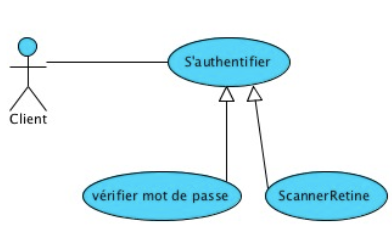 S'authentifier
Client
vérifier mot de passe
ScannerRetine